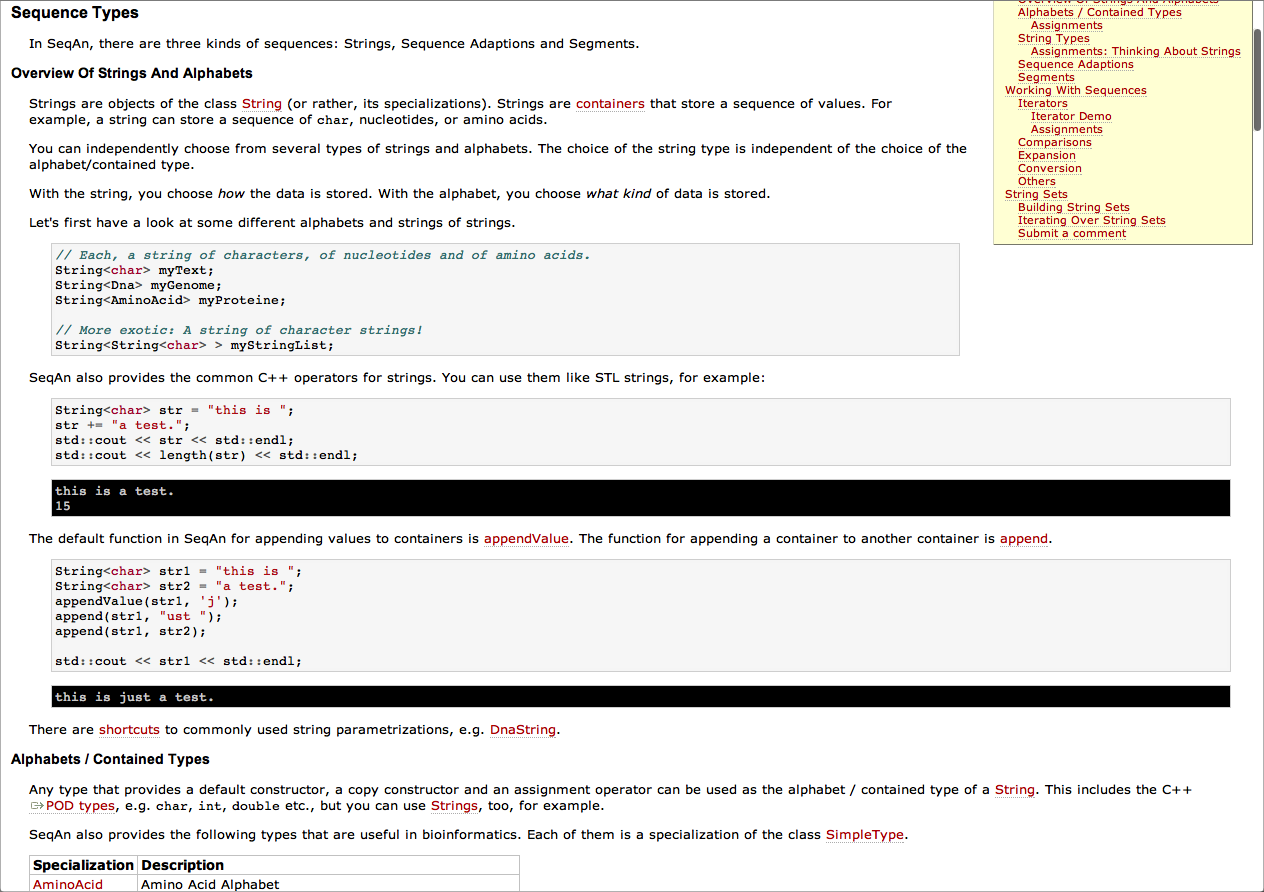 Sequence Types
In SeqAn, there are three kinds of sequences: Strings, Sequence Adaptions and Segments.
Overview Of Strings And Alphabets
Strings are objects of the class String (or rather, its specializations). Strings are containers that store a sequence of values. For
example, a string can store a sequence of char, nucleotides, or amino acids.
You can independently choose from several types of strings and alphabets. The choice of the string type is independent of the choice of the
alphabet/contained type.
With the string, you choose how the data is stored. With the alphabet, you choose what kind of data is stored.
Let's first have a look at some different alphabets and strings of strings.
// Each, a string of characters, of nucleotides and of amino acids.
String<char> myText;
String<Dna> myGenome;
String<AminoAcid> myProteine;
// More exotic: A string of character strings!
String<String<char> > myStringList;
SeqAn also provides the common C++ operators for strings. You can use them like STL strings, for example:
String<char> str = "this is ";
str += "a test.";
std::cout << str << std::endl;
std::cout << length(str) << std::endl;
this is a test.
15
The default function in SeqAn for appending values to containers is appendValue. The function for appending a container to another container is append.
String<char> str1 = "this is ";
String<char> str2 = "a test.";
appendValue(str1, 'j');
append(str1, "ust ");
append(str1, str2);
std::cout << str1 << std::endl;
this is just a test.
There are shortcuts to commonly used string parametrizations, e.g. DnaString.
Alphabets / Contained Types
Any type that provides a default constructor, a copy constructor and an assignment operator can be used as the alphabet / contained type of a String. This includes the C++
POD types, e.g. char, int, double etc., but you can use Strings, too, for example.
SeqAn also provides the following types that are useful in bioinformatics. Each of them is a specialization of the class SimpleType.
Specialization Description
AminoAcid Amino Acid Alphabet
Overview Of Strings And Alphabets
Alphabets / Contained Types
Assignments
String Types
Assignments: Thinking About Strings
Sequence Adaptions
Segments
Working With Sequences
Iterators
Iterator Demo
Assignments
Comparisons
Expansion
Conversion
Others
String Sets
Building String Sets
Iterating Over String Sets
Submit a comment